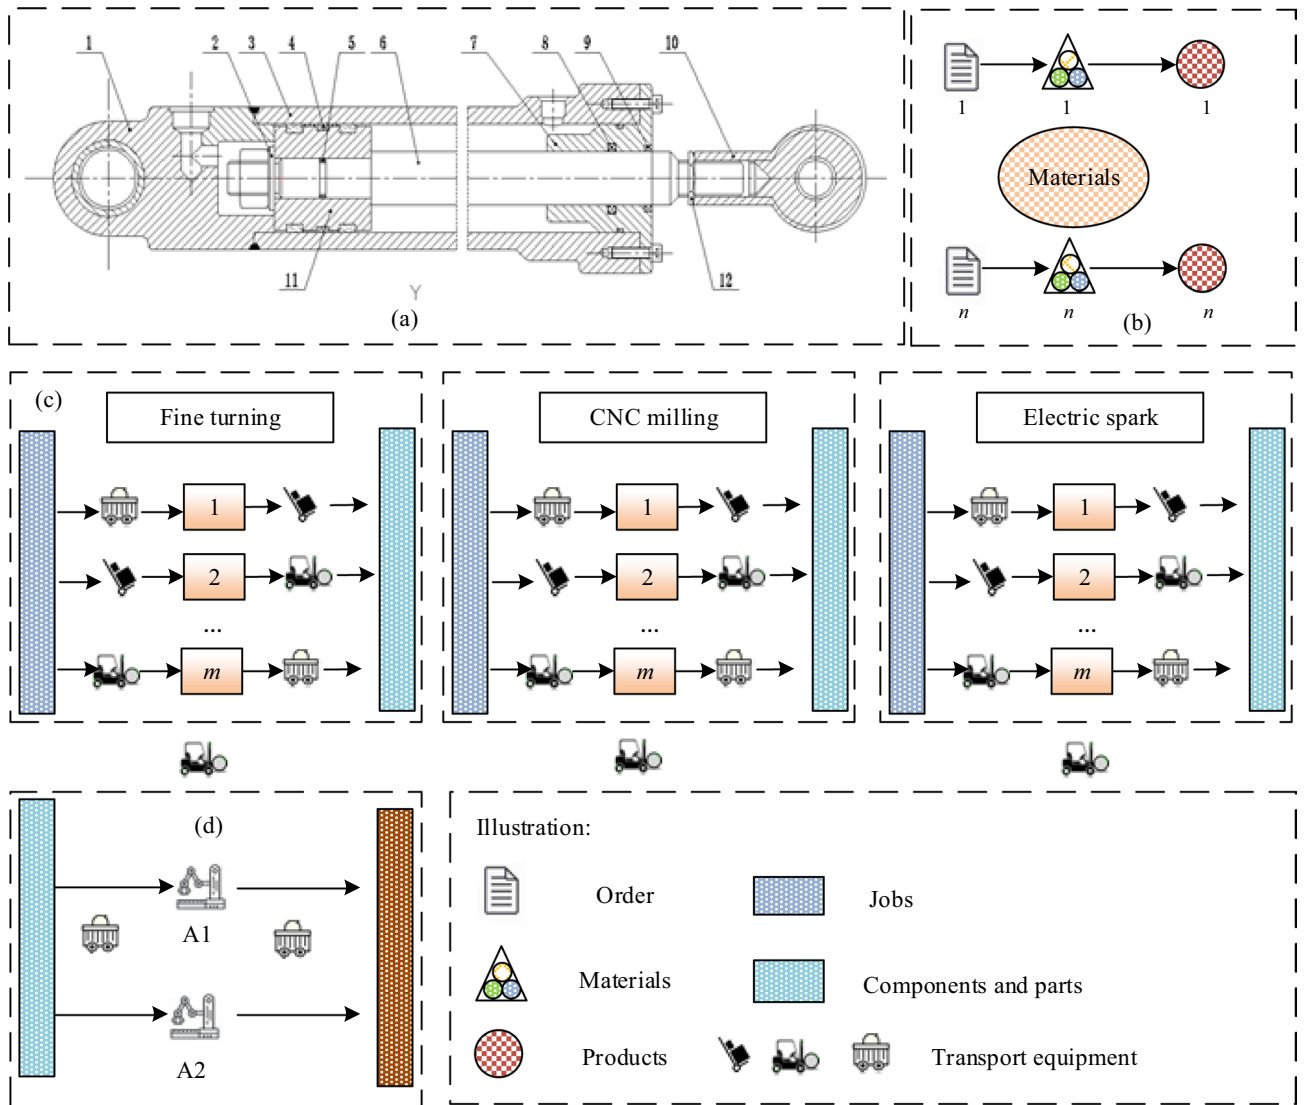 1 2 3 4 5 6 7 8 9 10
11 Y 12
(a)
1 1 1
Materials
n n n
(b)
(c)
Fine turning
1
2
...
m
CNC milling
1
2
...
m
Electric spark
1
2
...
m
(d)
A1
A2
Illustration:
Order Jobs
Materials Components and parts
Products Transport equipment